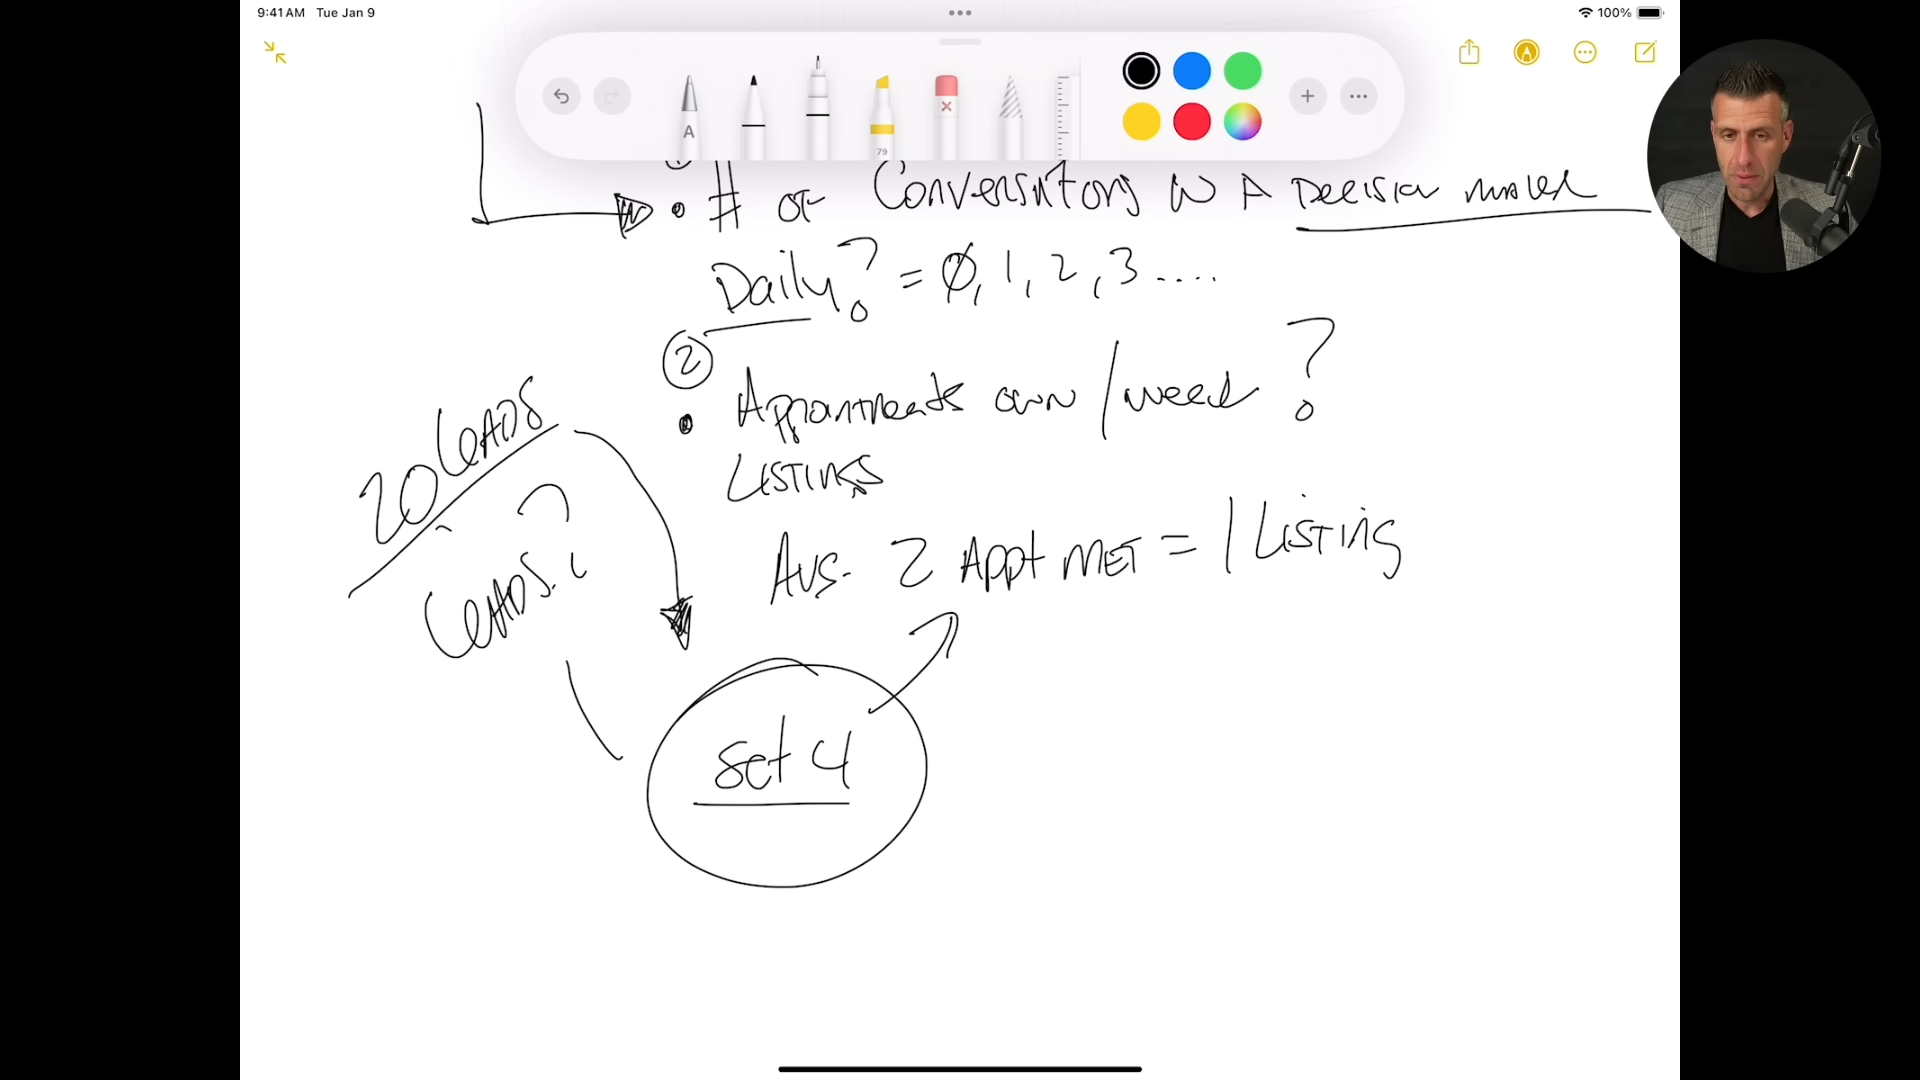 9:41 AM Tue Jan 9
100%
A
79
# of Conversations w A Decision maker
Daily? = 0, 1, 2, 3 ....
2
Appointments own / week ?
Listings
20 LEADS
LEADS. ?
Avg. 2 Appt MET = 1 Listing
set 4